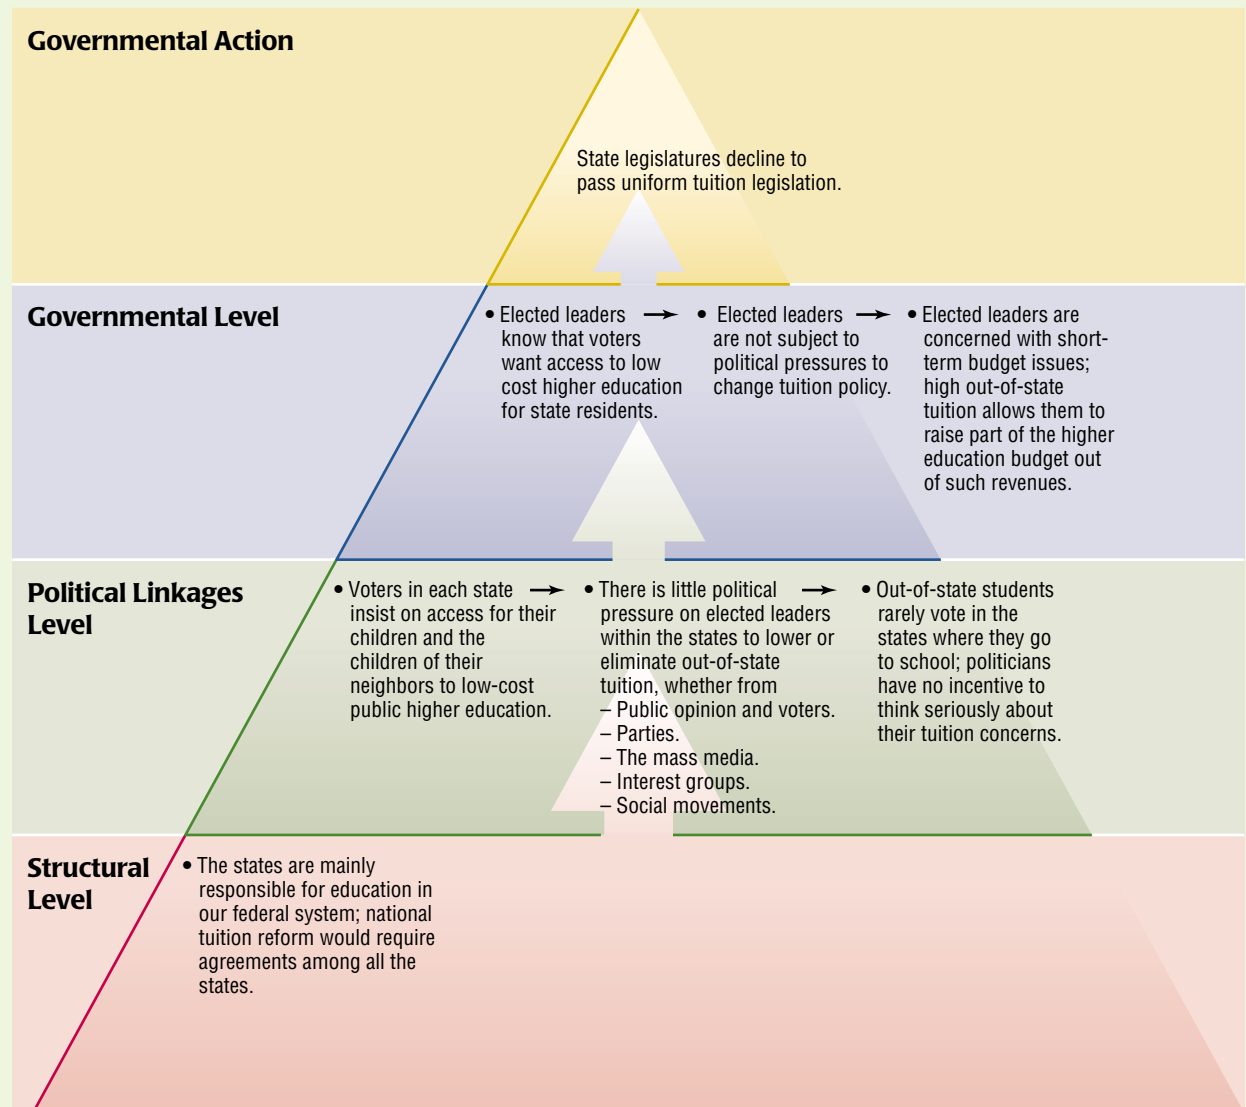 Governmental Action
State legislatures decline to
pass uniform tuition legislation.
Governmental Level
• Elected leaders →
know that voters
want access to low
cost higher education
for state residents.
• Elected leaders →
are not subject to
political pressures to
change tuition policy.
• Elected leaders are
concerned with short-
term budget issues;
high out-of-state
tuition allows them to
raise part of the higher
education budget out
of such revenues.
Political Linkages
Level
• Voters in each state →
insist on access for their
children and the
children of their
neighbors to low-cost
public higher education.
• There is little political →
pressure on elected leaders
within the states to lower or
eliminate out-of-state
tuition, whether from
– Public opinion and voters.
– Parties.
– The mass media.
– Interest groups.
– Social movements.
• Out-of-state students
rarely vote in the
states where they go
to school; politicians
have no incentive to
think seriously about
their tuition concerns.
Structural
Level
• The states are mainly
responsible for education in
our federal system; national
tuition reform would require
agreements among all the
states.